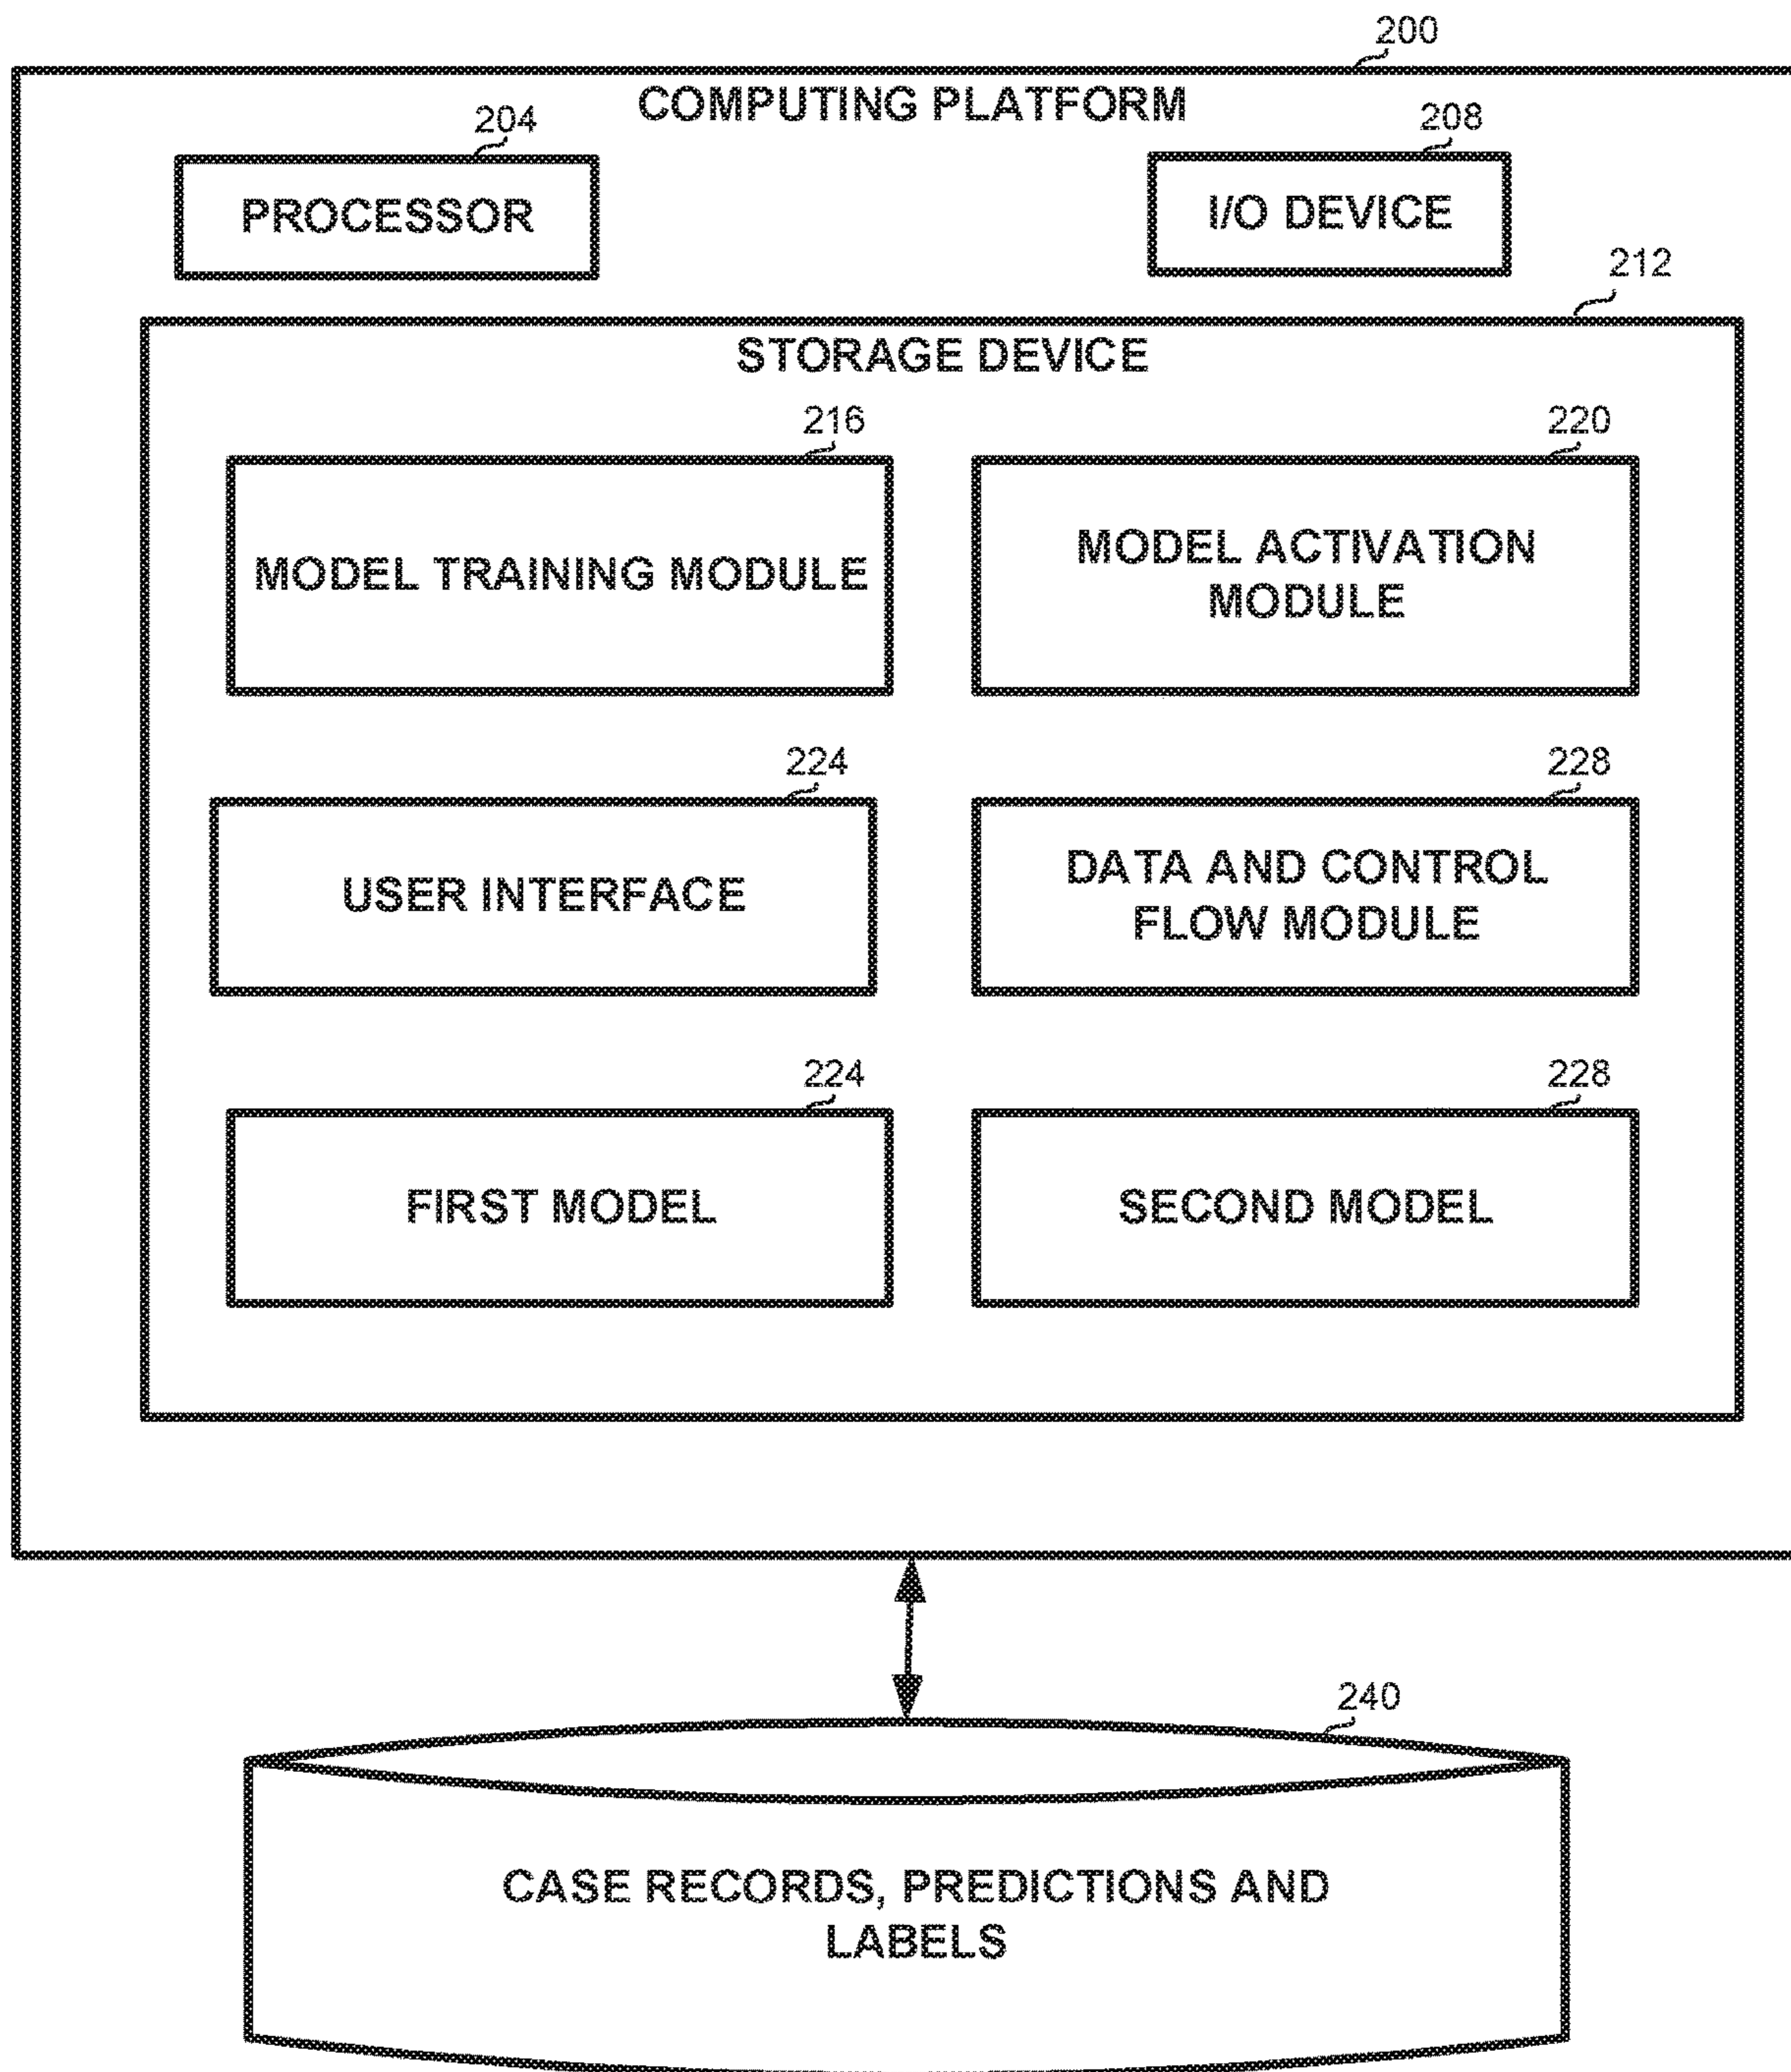 200
COMPUTING PLATFORM
204
208
PROCESSOR
I/O DEVICE
212
STORAGE DEVICE
216
220
MODEL TRAINING MODULE
MODEL ACTIVATION
MODULE
224
228
USER INTERFACE
DATA AND CONTROL
FLOW MODULE
224
228
FIRST MODEL
SECOND MODEL
240
CASE RECORDS, PREDICTIONS AND
LABELS